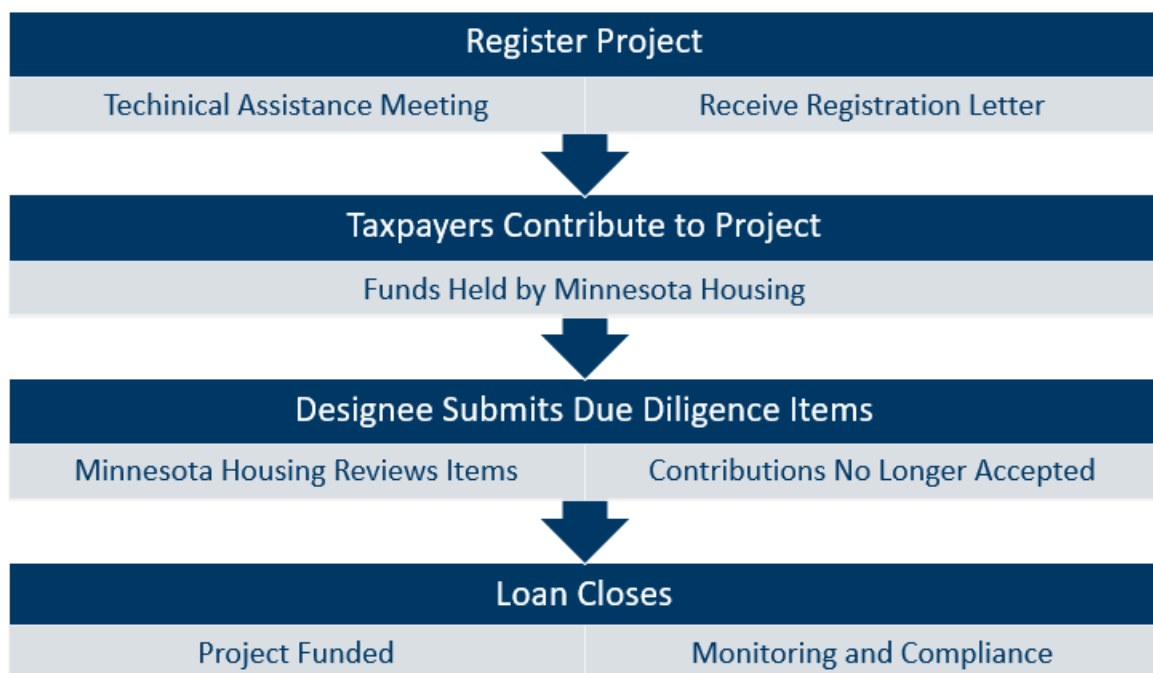 Register Project
Techinical Assistance Meeting
Receive Registration Letter
Taxpayers Contribute to Project
Funds Held by Minnesota Housing
Designee Submits Due Diligence Items
Minnesota Housing Reviews Items
Contributions No Longer Accepted
Loan Closes
Project Funded
Monitoring and Compliance